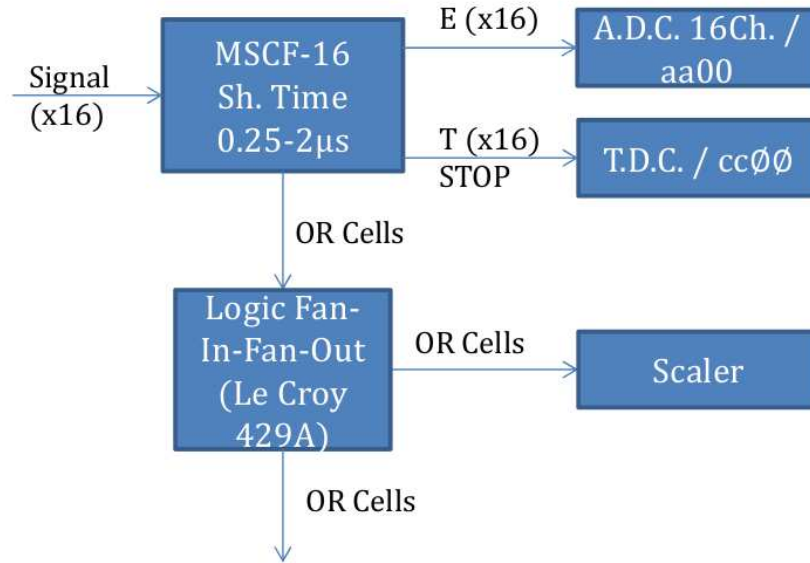 Signal
(x16)
MSCF-16
Sh. Time
0.25-2μs
E (x16)
A.D.C. 16Ch. /
aa00
T (x16)
STOP
T.D.C. / cc∅∅
OR Cells
Logic Fan-
In-Fan-Out
(Le Croy
429A)
OR Cells
Scaler
OR Cells